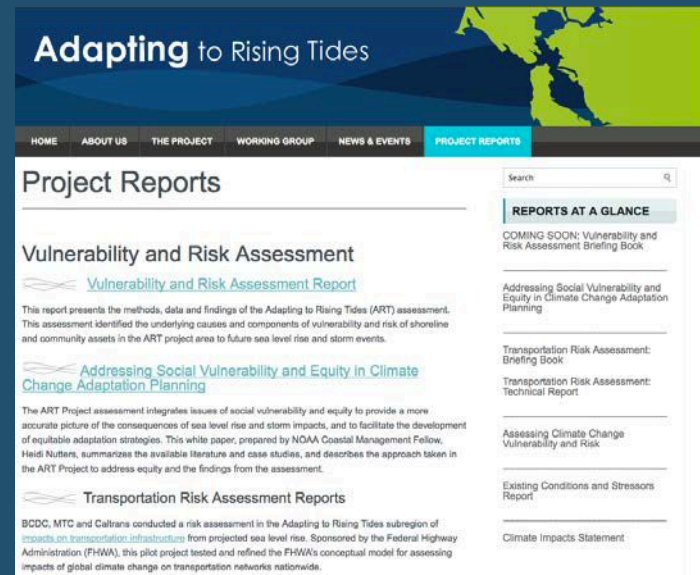 Adapting to Rising Tides
HOME ABOUT US THE PROJECT WORKING GROUP NEWS & EVENTS PROJECT REPORTS
Project Reports
Vulnerability and Risk Assessment
Vulnerability and Risk Assessment Report
This report presents the methods, data and findings of the Adapting to Rising Tides (ART) assessment.
This assessment identified the underlying causes and components of vulnerability and risk of shoreline
and community assets in the ART project area to future sea level rise and storm events.
Addressing Social Vulnerability and Equity in Climate
Change Adaptation Planning
The ART Project assessment integrates issues of social vulnerability and equity to provide a more
accurate picture of the consequences of sea level rise and storm impacts, and to facilitate the development
of equitable adaptation strategies. This white paper, prepared by NOAA Coastal Management Fellow,
Heidi Nutters, summarizes the available literature and case studies, and describes the approach taken in
the ART Project to address equity and the findings from the assessment.
Transportation Risk Assessment Reports
BCDC, MTC and Caltrans conducted a risk assessment in the Adapting to Rising Tides subregion of
impacts on transportation infrastructure from projected sea level rise. Sponsored by the Federal Highway
Administration (FHWA), this pilot project tested and refined the FHWA's conceptual model for assessing
impacts of global climate change on transportation networks nationwide.
Search
REPORTS AT A GLANCE
COMING SOON: Vulnerability and
Risk Assessment Briefing Book
Addressing Social Vulnerability and
Equity in Climate Change Adaptation
Planning
Transportation Risk Assessment:
Briefing Book
Transportation Risk Assessment:
Technical Report
Assessing Climate Change
Vulnerability and Risk
Existing Conditions and Stressors
Report
Climate Impacts Statement